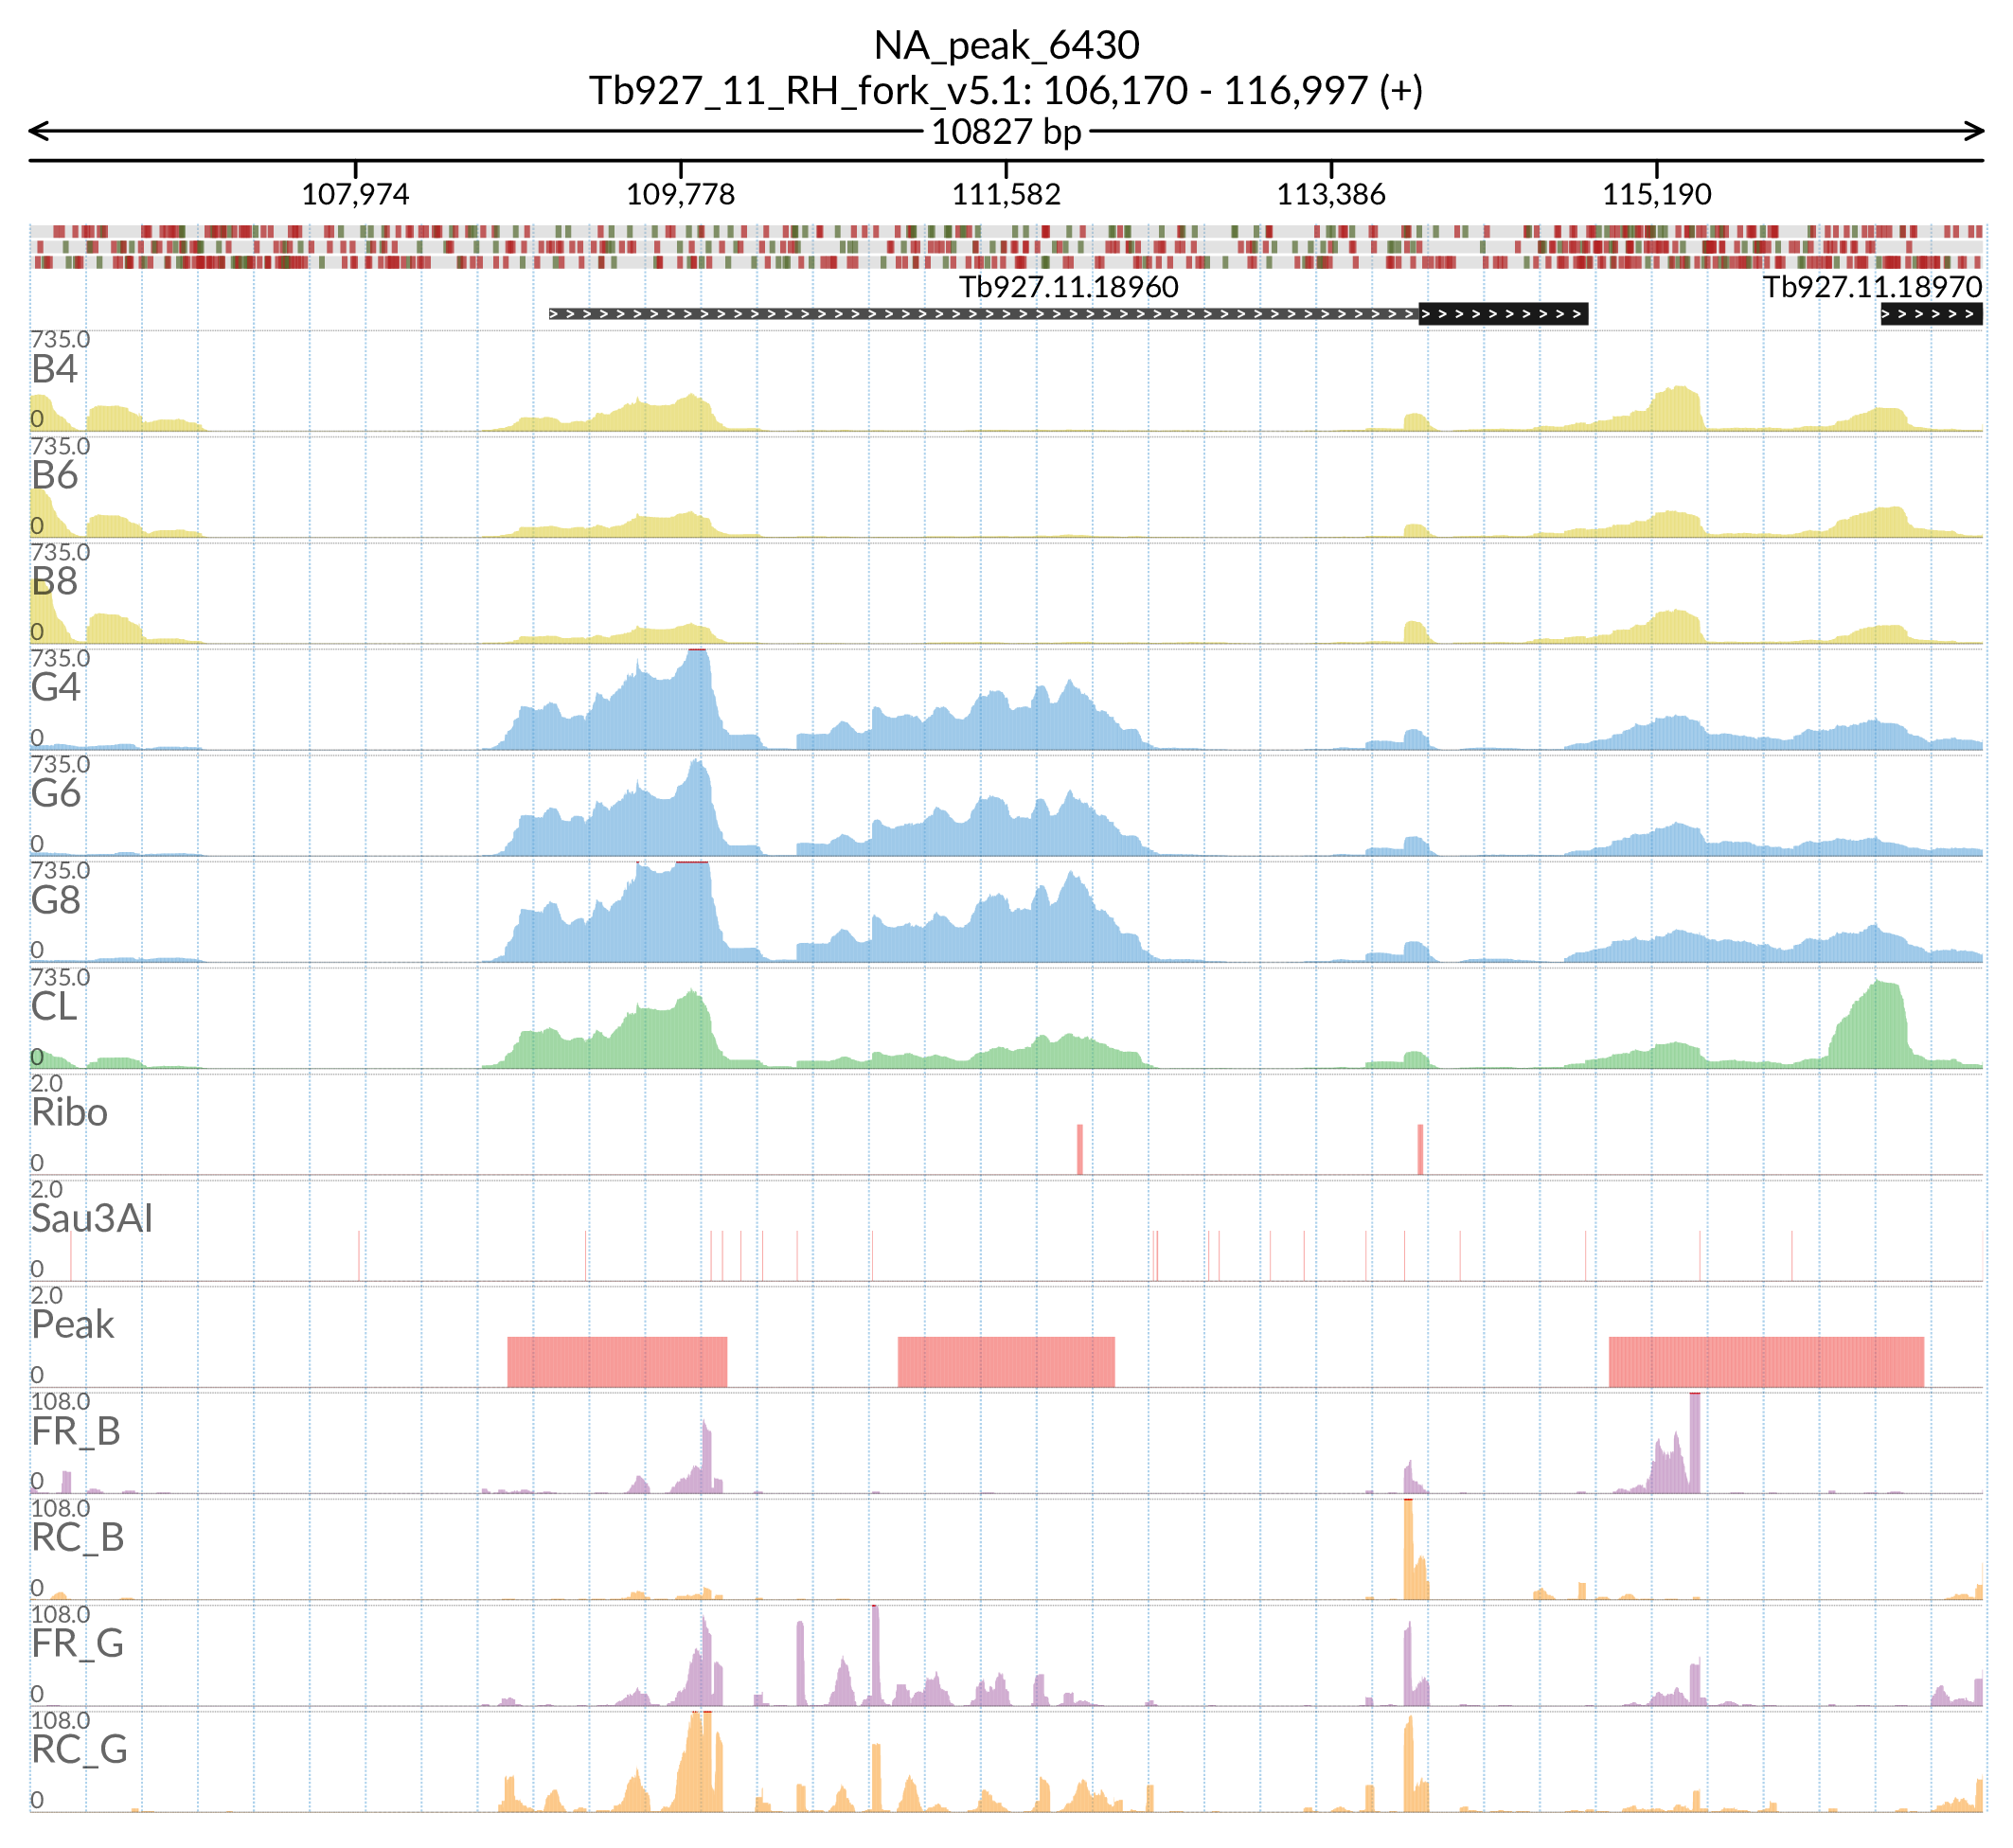 NA_peak_6430
Tb927_11_RH_fork_v5.1: 106,170 - 116,997 (+)
10827 bp
107,974 109,778 111,582 113,386 115,190
Tb927.11.18960 Tb927.11.18970
735.0
B4
0
735.0
B6
0
735.0
B8
0
735.0
G4
0
735.0
G6
0
735.0
G8
0
735.0
CL
0
2.0
Ribo
0
2.0
Sau3AI
0
2.0
Peak
0
108.0
FR_B
0
108.0
RC_B
0
108.0
FR_G
0
108.0
RC_G
0